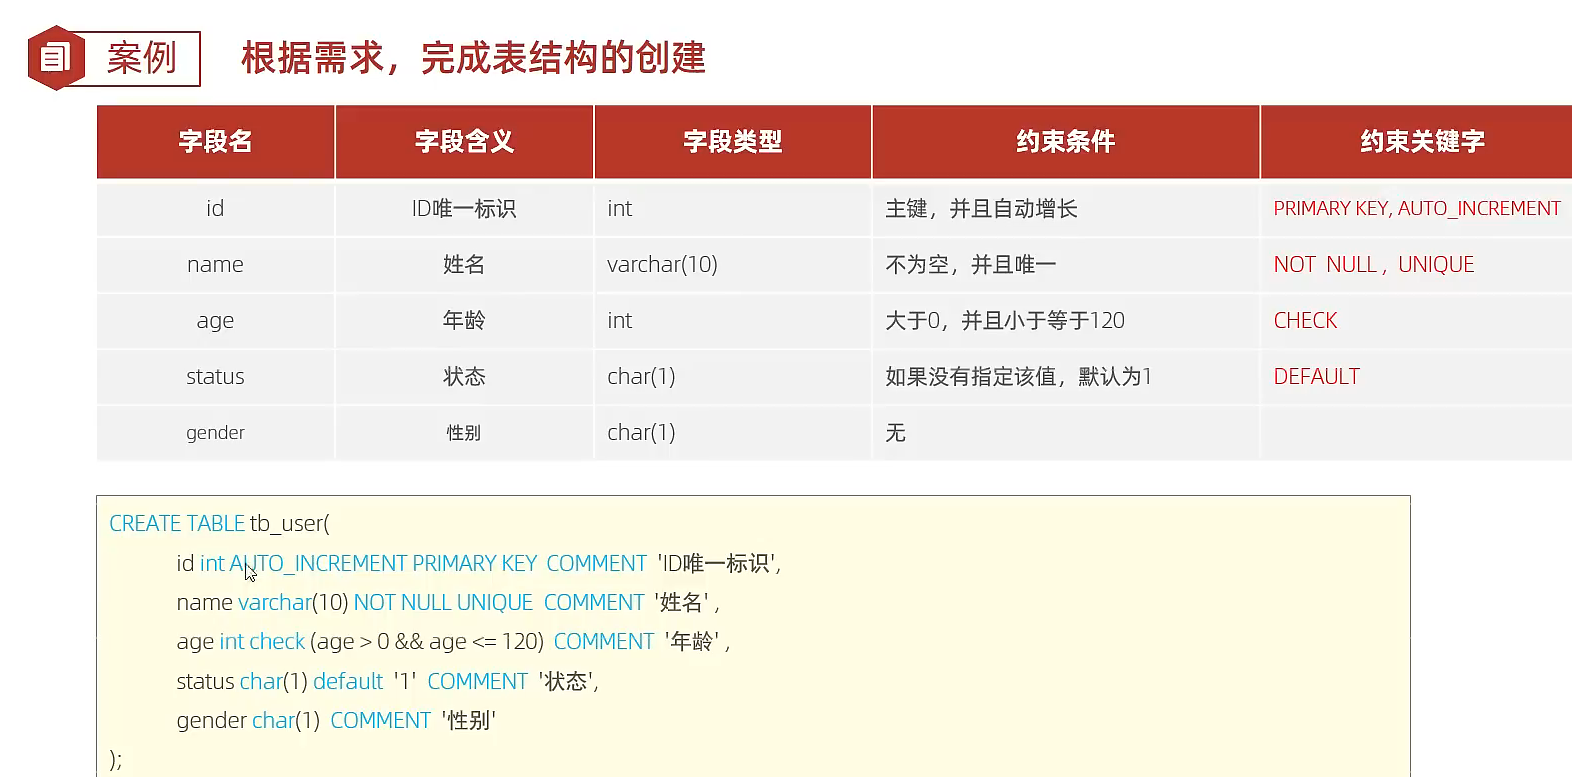 案例
根据需求，完成表结构的创建
字段名 字段含义 字段类型 约束条件 约束关键字
id ID唯一标识 int 主键，并且自动增长 PRIMARY KEY, AUTO_INCREMENT
name 姓名 varchar(10) 不为空，并且唯一 NOT NULL , UNIQUE
age 年龄 int 大于0，并且小于等于120 CHECK
status 状态 char(1) 如果没有指定该值，默认为1 DEFAULT
gender 性别 char(1) 无
CREATE TABLE tb_user(
id int AUTO_INCREMENT PRIMARY KEY COMMENT 'ID唯一标识',
name varchar(10) NOT NULL UNIQUE COMMENT '姓名' ,
age int check (age > 0 && age <= 120) COMMENT '年龄' ,
status char(1) default '1' COMMENT '状态',
gender char(1) COMMENT '性别'
);